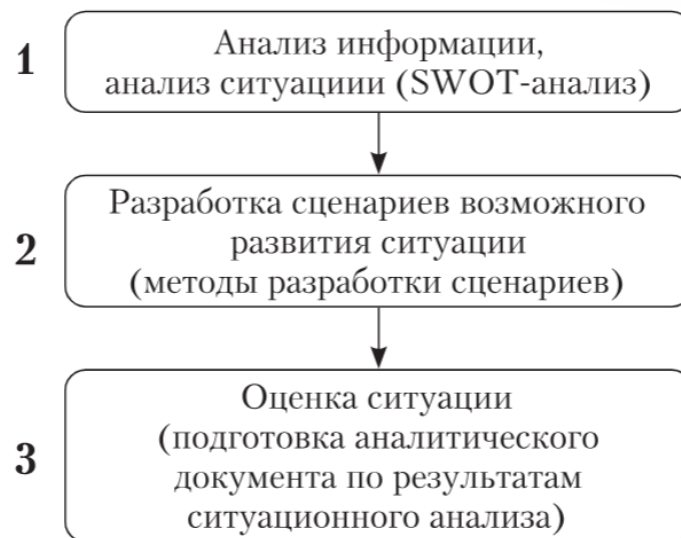 1
Анализ информации,
анализ ситуациии (SWOT-анализ)
2
Разработка сценариев возможного
развития ситуации
(методы разработки сценариев)
3
Оценка ситуации
(подготовка аналитического
документа по результатам
ситуационного анализа)